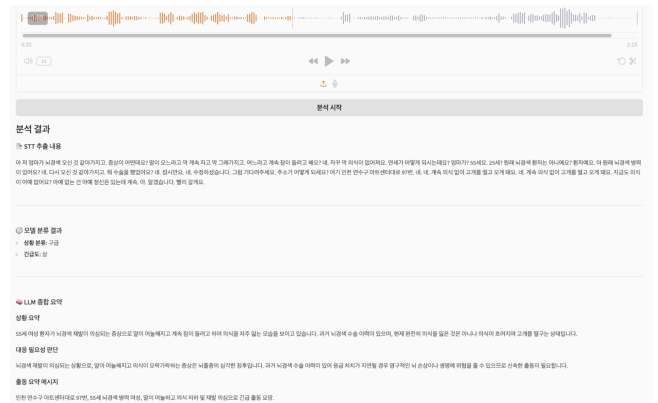 0:33
1:15
1x
분석 시작
분석 결과
STT 추출 내용
아 저 엄마가 뇌경색 오신 것 같아가지고. 증상이 어떤데요? 말이 어느라고 막 계속 자고 막 그래가지고. 어느라고 계속 잠이 들려고 해요? 네. 자꾸 막 의식이 없어져요. 연세가 어떻게 되시는데요? 엄마가? 55세요. 25세? 원래 뇌경색 환자는 아니에요? 환자예요. 아 원래 뇌경색 병력
이 있어요? 네. 다시 오신 것 같아가지고. 뭐 수술을 했었어요? 네. 잠시만요. 네. 수정하셨습니다. 그럼 기다려주세요. 주소가 어떻게 되세요? 여기 인천 연수구 아트센터대로 97번. 네. 네. 계속 의식 없이 고개를 떨고 오게 돼요. 네. 계속 의식 없이 고개를 떨고 오게 돼요. 지금도 의식
이 아예 없어요? 아예 없는 건 아예 정신은 있는데 계속. 아. 알겠습니다. 빨리 갈게요.
모델 분류 결과
상황 분류: 구급
긴급도: 상
LLM 종합 요약
상황 요약
55세 여성 환자가 뇌경색 재발이 의심되는 증상으로 말이 어눌해지고 계속 잠이 들려고 하며 의식을 자주 잃는 모습을 보이고 있습니다. 과거 뇌경색 수술 이력이 있으며, 현재 완전히 의식을 잃은 것은 아니나 의식이 흐려지며 고개를 떨구는 상태입니다.
대응 필요성 판단
뇌경색 재발이 의심되는 상황으로, 말이 어눌해지고 의식이 오락가락하는 증상은 뇌졸중의 심각한 징후입니다. 과거 뇌경색 수술 이력이 있어 응급 처치가 지연될 경우 영구적인 뇌 손상이나 생명에 위협을 줄 수 있으므로 신속한 출동이 필요합니다.
출동 요약 메시지
인천 연수구 아트센터대로 97번, 55세 뇌경색 병력 여성, 말이 어눌하고 의식 저하 및 재발 의심으로 긴급 출동 요망.